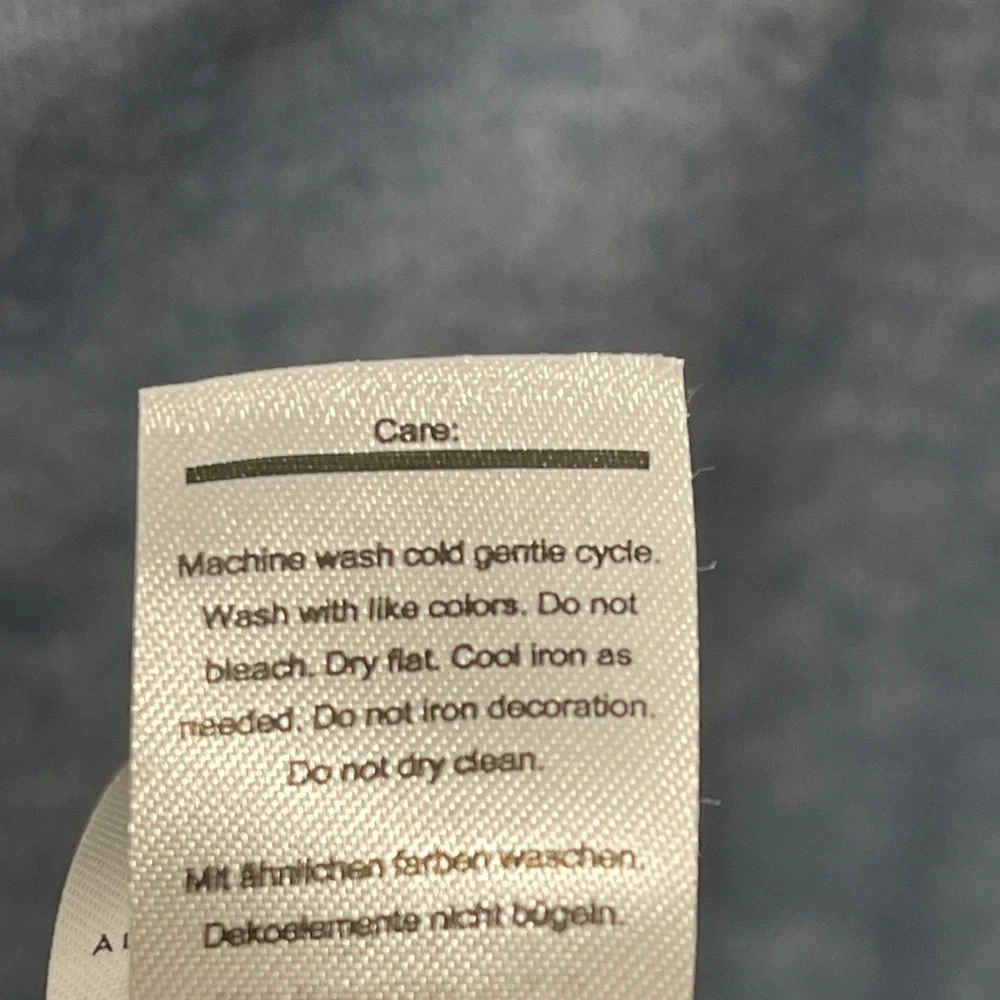 Care:
Machine wash cold gentle cycle.
Wash with like colors. Do not
bleach. Dry flat. Cool iron as
needed. Do not iron decoration.
Do not dry clean.
Mit ähnlichen farben waschen.
Dekoelemente nicht bügeln.
A